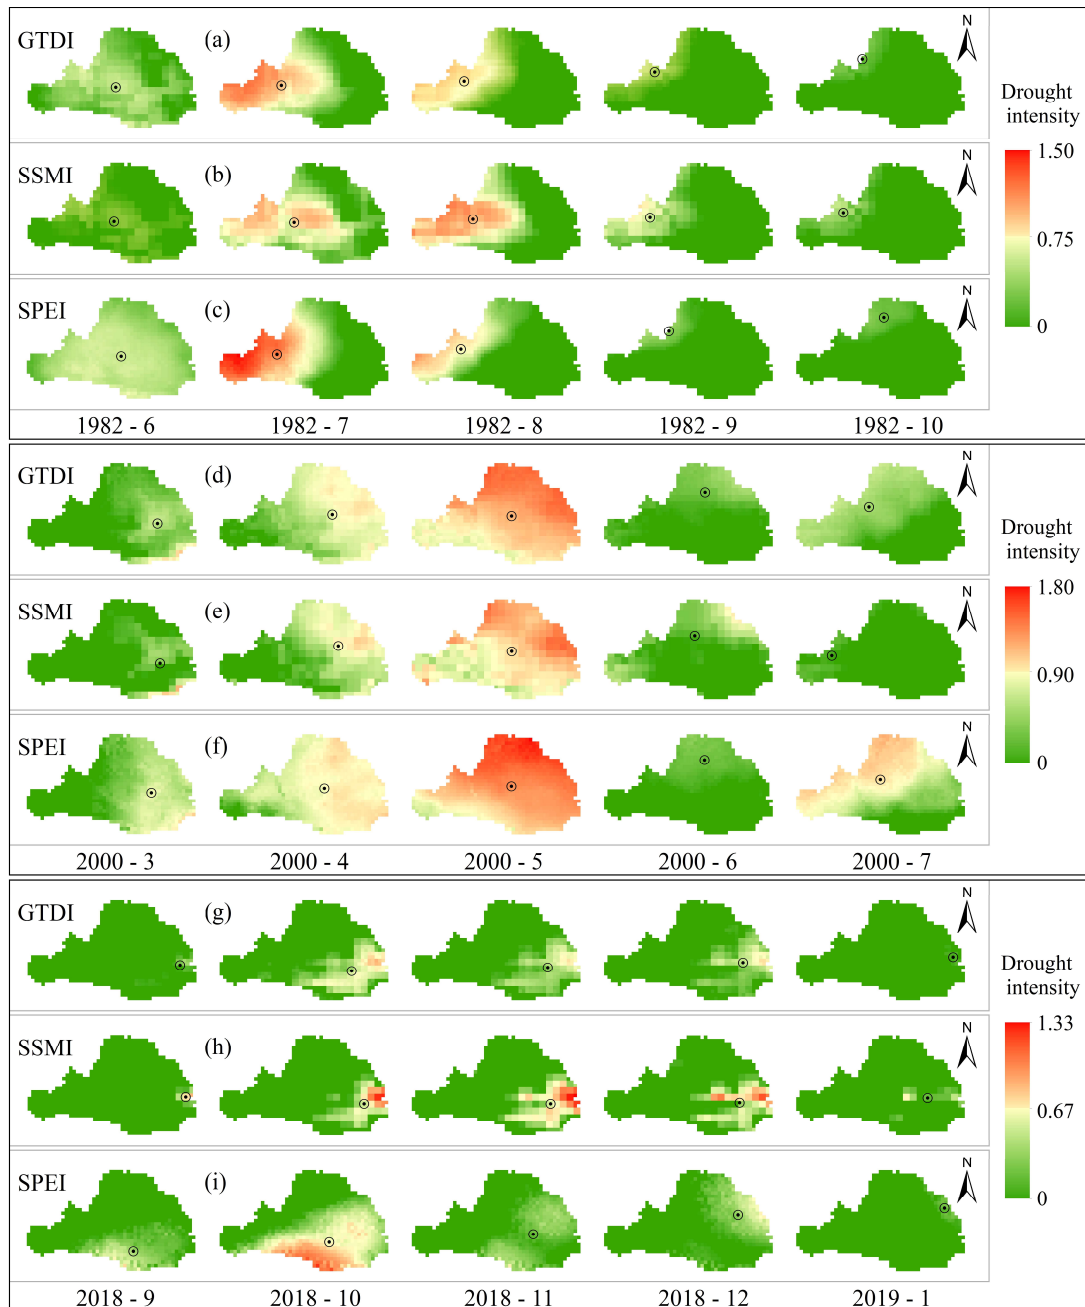 GTDI (a) N
Drought
intensity
1.50
SSMI (b) N
0.75
SPEI (c) N
0
1982 - 6 1982 - 7 1982 - 8 1982 - 9 1982 - 10
GTDI (d) N
Drought
intensity
SSMI (e) N
1.80
0.90
SPEI (f) N
0
2000 - 3 2000 - 4 2000 - 5 2000 - 6 2000 - 7
GTDI (g) N
Drought
intensity
SSMI (h) N
1.33
0.67
SPEI (i) N
0
2018 - 9 2018 - 10 2018 - 11 2018 - 12 2019 - 1